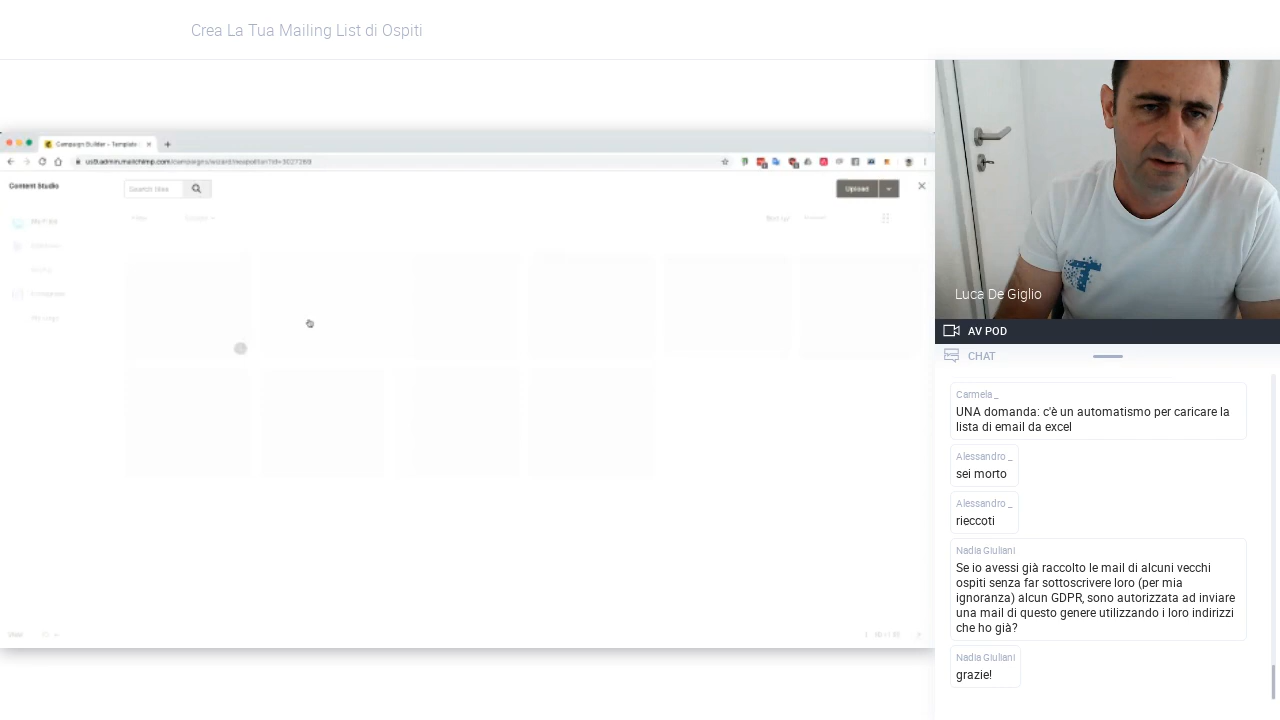 Crea La Tua Mailing List di Ospiti
Campaign Builder - Template
Content Studio
Upload
Luca De Giglio
AV POD
CHAT
Carmela _
UNA domanda: c'è un automatismo per caricare la
lista di email da excel
Alessandro _
sei morto
Alessandro _
rieccoti
Nadia Giuliani
Se io avessi già raccolto le mail di alcuni vecchi
ospiti senza far sottoscrivere loro (per mia
ignoranza) alcun GDPR, sono autorizzata ad inviare
una mail di questo genere utilizzando i loro indirizzi
che ho già?
Nadia Giuliani
grazie!